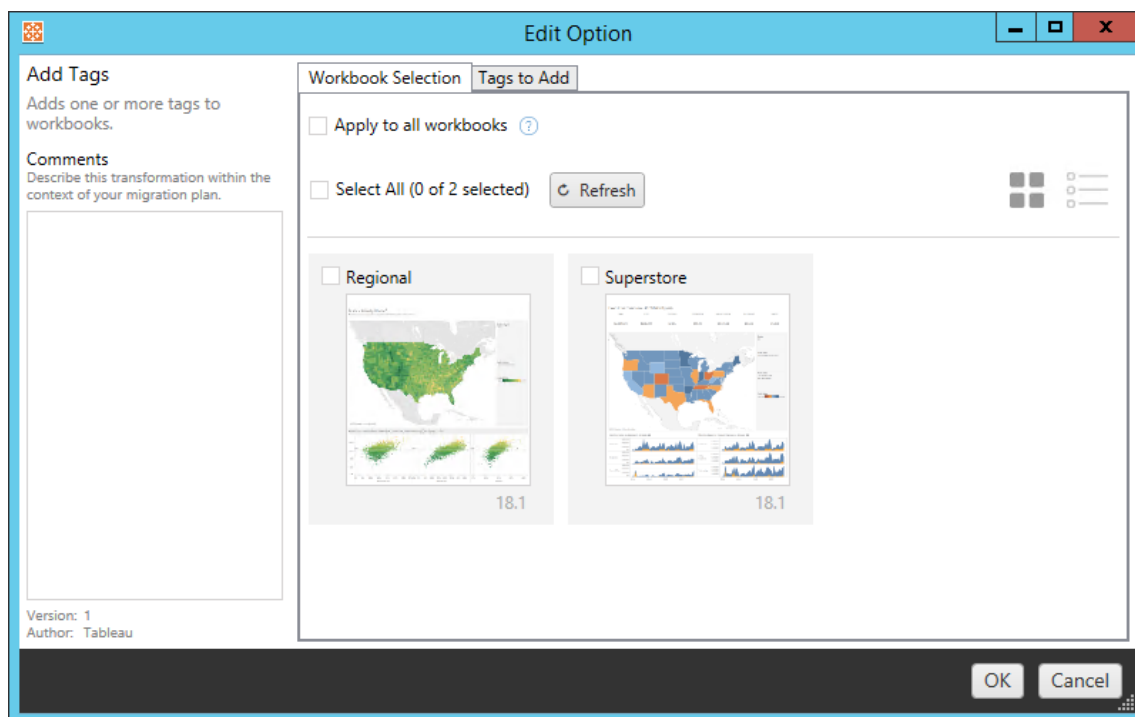 Edit Option
Add Tags
Adds one or more tags to
workbooks.
Comments
Describe this transformation within the
context of your migration plan.
Version: 1
Author: Tableau
Workbook Selection
Tags to Add
Apply to all workbooks ?
Select All (0 of 2 selected)
Refresh
Regional
18.1
Superstore
18.1
OK
Cancel